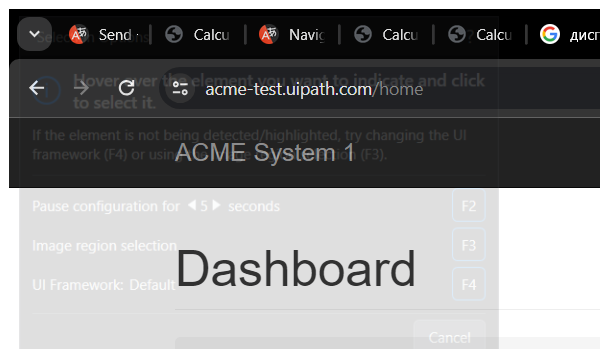 Send Calcu Navig Calcu Calcu дисп
Hover over the element you want to indicate and click
to select it.
acme-test.uipath.com/home
If the element is not being detected/highlighted, try changing the UI
framework (F4) or using
(F3).
ACME System 1
Pause configuration for 5 seconds F2
Image region selection F3
Dashboard
UI Framework: Default F4
Cancel